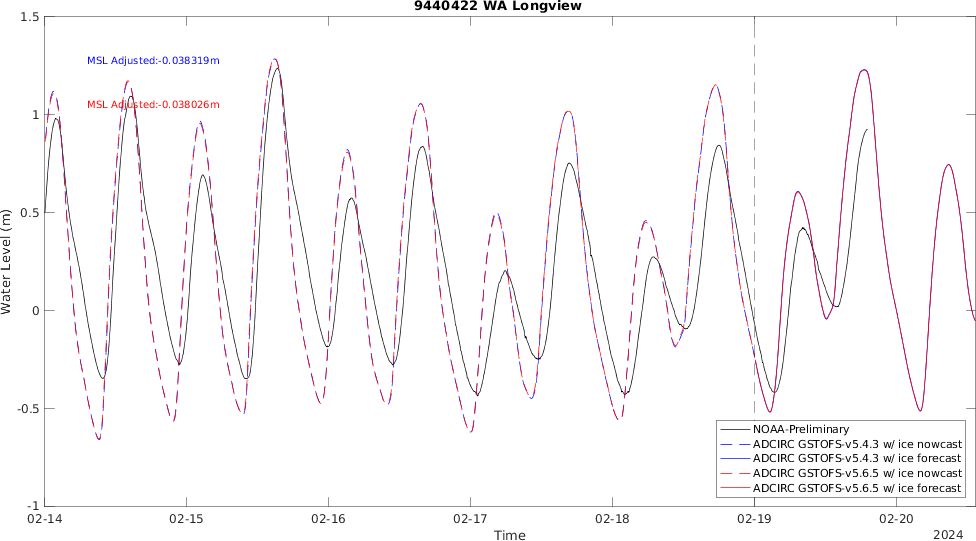 9440422 WA Longview
1.5
MSL Adjusted:-0.038319m
MSL Adjusted:-0.038026m
1
0.5
0
-0.5
-1
Water Level (m)
NOAA-Preliminary
ADCIRC GSTOFS-v5.4.3 w/ ice nowcast
ADCIRC GSTOFS-v5.4.3 w/ ice forecast
ADCIRC GSTOFS-v5.6.5 w/ ice nowcast
ADCIRC GSTOFS-v5.6.5 w/ ice forecast
02-14 02-15 02-16 02-17 02-18 02-19 02-20
Time
2024